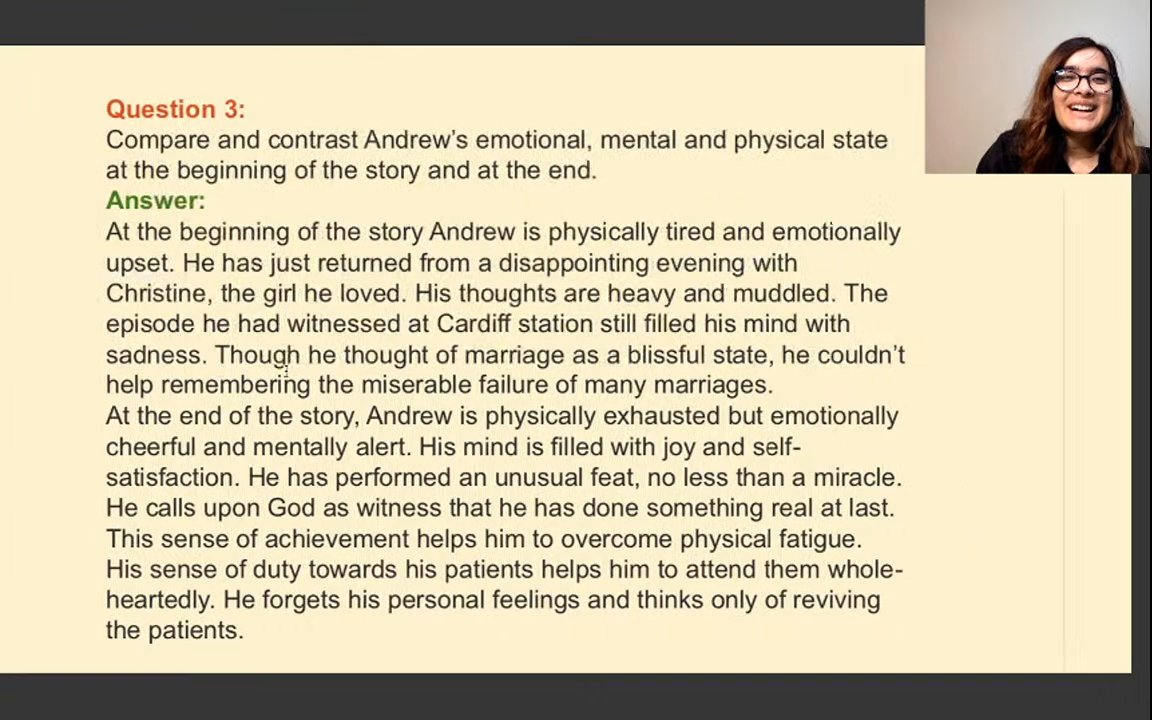 Question 3:
Compare and contrast Andrew's emotional, mental and physical state
at the beginning of the story and at the end.
Answer:
At the beginning of the story Andrew is physically tired and emotionally
upset. He has just returned from a disappointing evening with
Christine, the girl he loved. His thoughts are heavy and muddled. The
episode he had witnessed at Cardiff station still filled his mind with
sadness. Though he thought of marriage as a blissful state, he couldn't
help remembering the miserable failure of many marriages.
At the end of the story, Andrew is physically exhausted but emotionally
cheerful and mentally alert. His mind is filled with joy and self-
satisfaction. He has performed an unusual feat, no less than a miracle.
He calls upon God as witness that he has done something real at last.
This sense of achievement helps him to overcome physical fatigue.
His sense of duty towards his patients helps him to attend them whole-
heartedly. He forgets his personal feelings and thinks only of reviving
the patients.